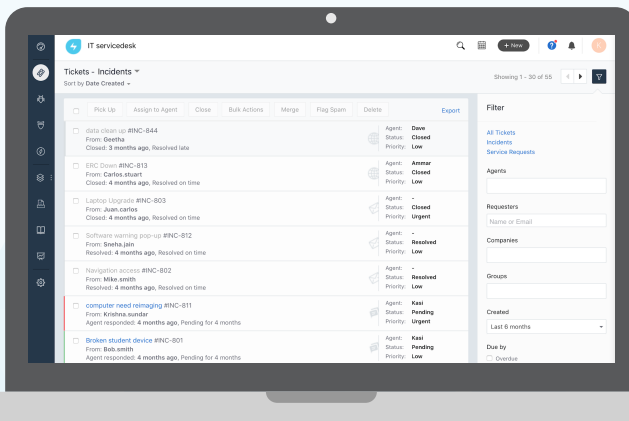 IT servicedesk
+ New
Tickets - Incidents
Sort by Date Created
Showing 1 - 30 of 55
Pick Up Assign to Agent Close Bulk Actions Merge Flag Spam Delete Export
data clean up #INC-844
From: Geetha
Closed: 3 months ago, Resolved late
Agent: Dave
Status: Closed
Priority: Low
ERC Down #INC-813
From: Carlos.stuart
Closed: 4 months ago, Resolved on time
Agent: Ammar
Status: Closed
Priority: Low
Laptop Upgrade #INC-803
From: Juan.carlos
Closed: 4 months ago, Resolved on time
Agent: -
Status: Closed
Priority: Urgent
Software warning pop-up #INC-812
From: Sneha.jain
Resolved: 4 months ago, Resolved on time
Agent: -
Status: Resolved
Priority: Low
Navigation access #INC-802
From: Mike.smith
Resolved: 4 months ago, Resolved on time
Agent: -
Status: Resolved
Priority: Low
computer need reimaging #INC-811
From: Krishna.sundar
Agent responded: 4 months ago, Pending for 4 months
Agent: Kasi
Status: Pending
Priority: Urgent
Broken student device #INC-801
From: Bob.smith
Agent responded: 4 months ago, Pending for 4 months
Agent: Kasi
Status: Pending
Priority: Low
Filter
All Tickets
Incidents
Service Requests
Agents
Requesters
Name or Email
Companies
Groups
Created
Last 6 months
Due by
Overdue